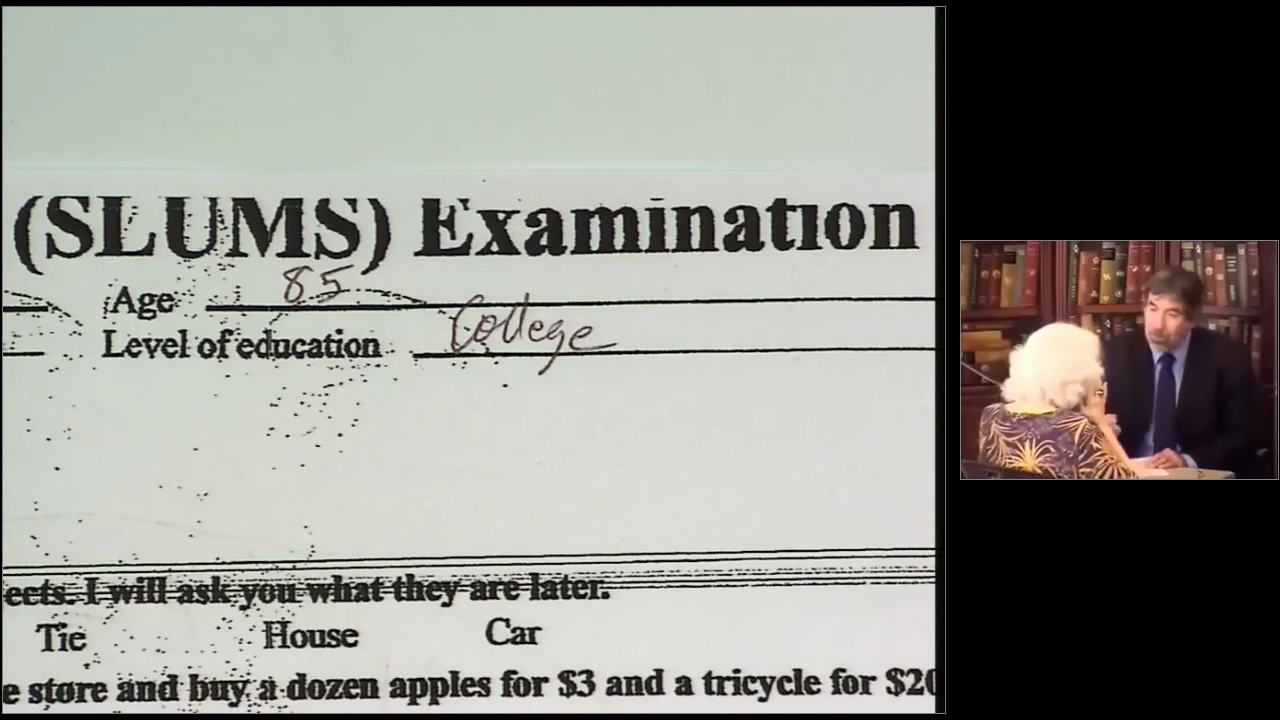 (SLUMS) Examination
Age 85
Level of education College
ects. I will ask you what they are later.
Tie House Car
e store and buy a dozen apples for $3 and a tricycle for $20